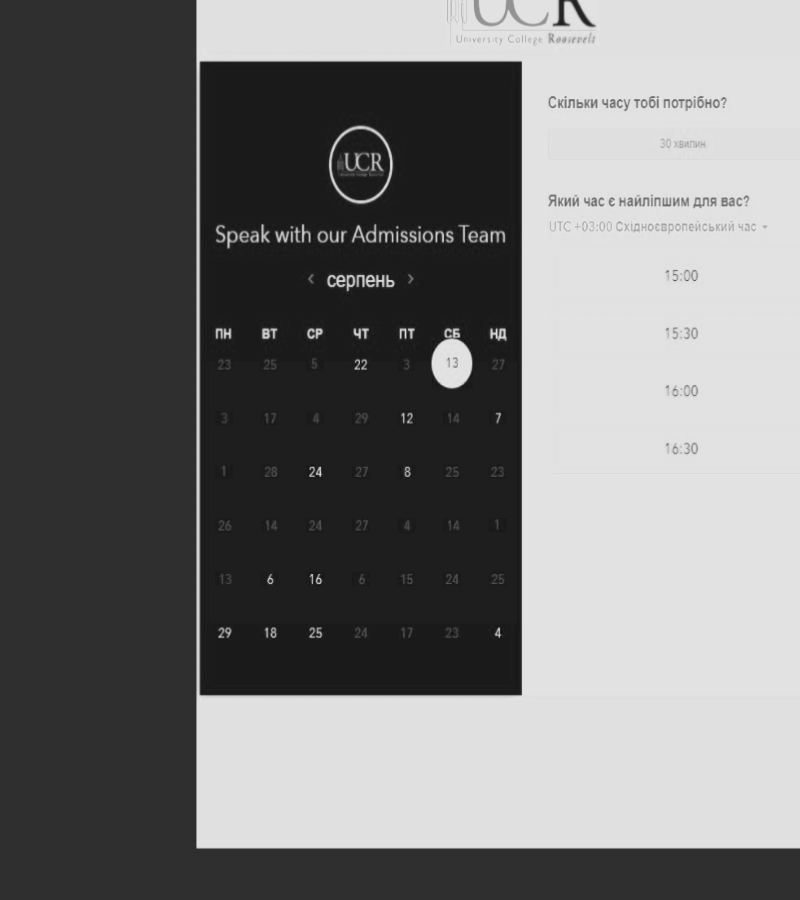 UCR
University College Roosevelt
UCR
Speak with our Admissions Team
‹ серпень ›
ПН ВТ СР ЧТ ПТ СБ НД
23 25 5 22 3 13 27
3 17 4 29 12 14 7
1 28 24 27 8 25 23
26 14 24 27 4 14 1
13 6 16 6 15 24 25
29 18 25 24 17 23 4
Скільки часу тобі потрібно?
30 хвилин
Який час є найліпшим для вас?
UTC +03:00 Східноєвропейський час
15:00
15:30
16:00
16:30